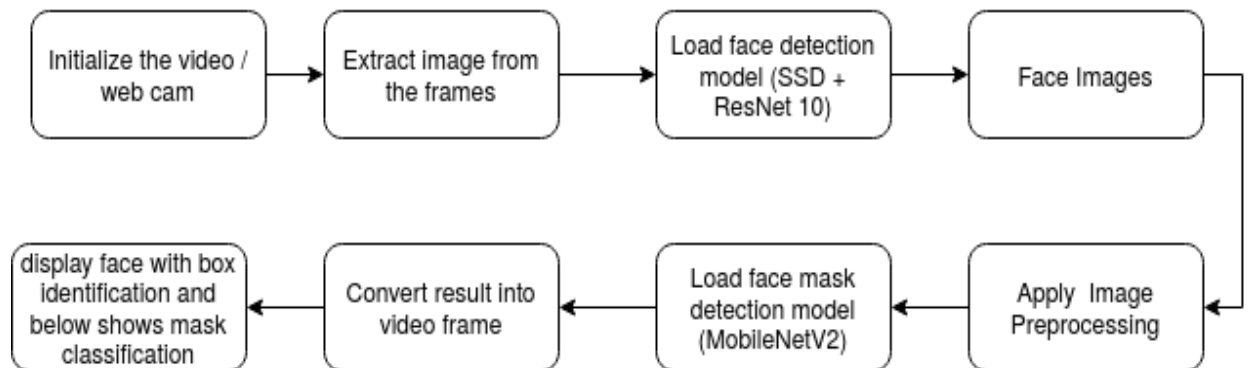 Initialize the video /
web cam
Extract image from
the frames
Load face detection
model (SSD +
ResNet 10)
Face Images
Apply Image
Preprocessing
Load face mask
detection model
(MobileNetV2)
Convert result into
video frame
display face with box
identification and
below shows mask
classification